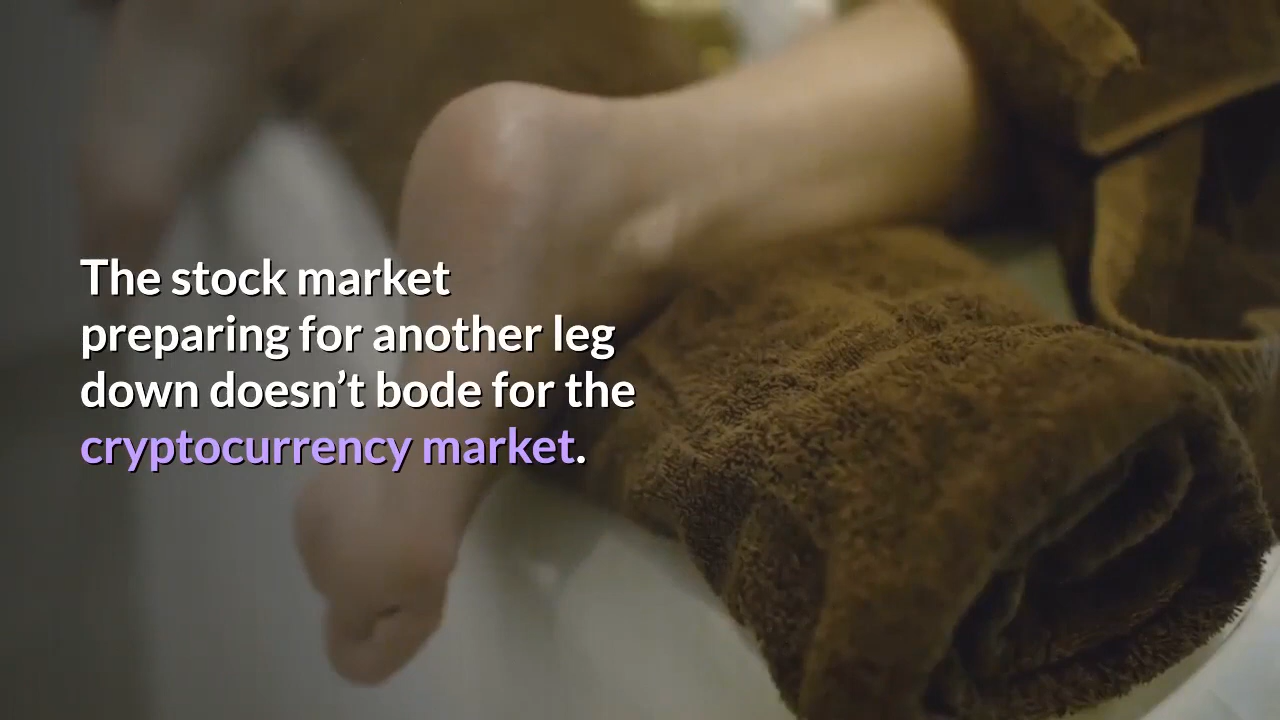 The stock market
preparing for another leg
down doesn’t bode for the
cryptocurrency market.